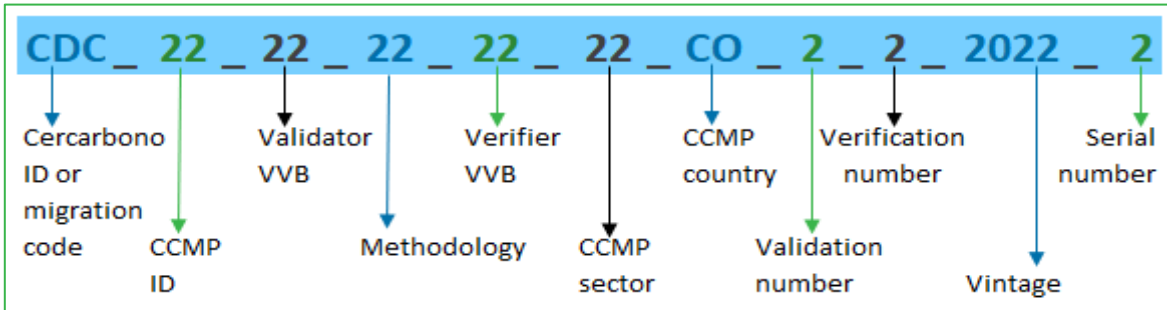 CDC _ 22 _ 22 _ 22 _ 22 _ 22 _ CO _ 2 _ 2 _ 2022 _ 2
Cercarbono
ID or
migration
code
CCMP
ID
Validator
VVB
Methodology
Verifier
VVB
CCMP
sector
CCMP
country
Validation
number
Verification
number
Vintage
Serial
number